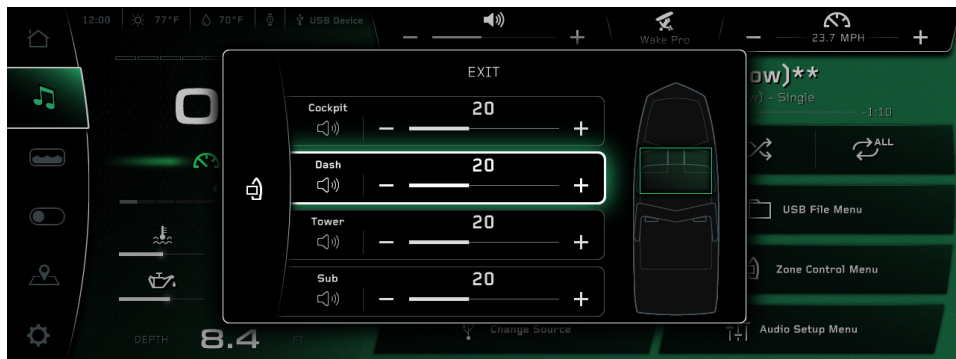 12:00 77°F 70°F USB Device
Wake Pro
23.7 MPH
EXIT
Cockpit 20
Dash 20
Tower 20
Sub 20
ow)**
w) - Single
-1:10
ALL
USB File Menu
Zone Control Menu
Change Source
Audio Setup Menu
DEPTH 8.4 FT